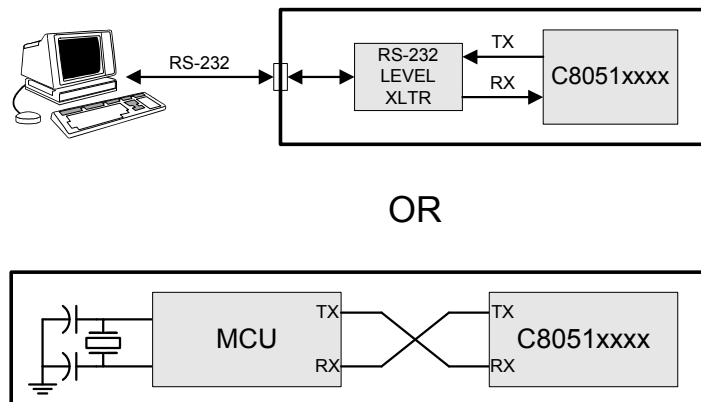 RS-232
RS-232
LEVEL
XLTR
TX
RX
C8051xxxx
OR
MCU
TX
RX
TX
RX
C8051xxxx